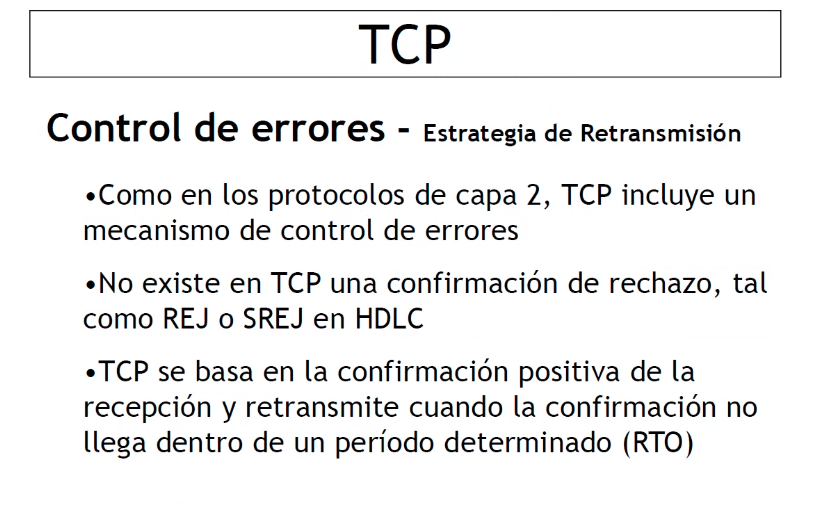 TCP
Control de errores - Estrategia de Retransmisión
•Como en los protocolos de capa 2, TCP incluye un
mecanismo de control de errores
•No existe en TCP una confirmación de rechazo, tal
como REJ o SREJ en HDLC
•TCP se basa en la confirmación positiva de la
recepción y retransmite cuando la confirmación no
llega dentro de un período determinado (RTO)